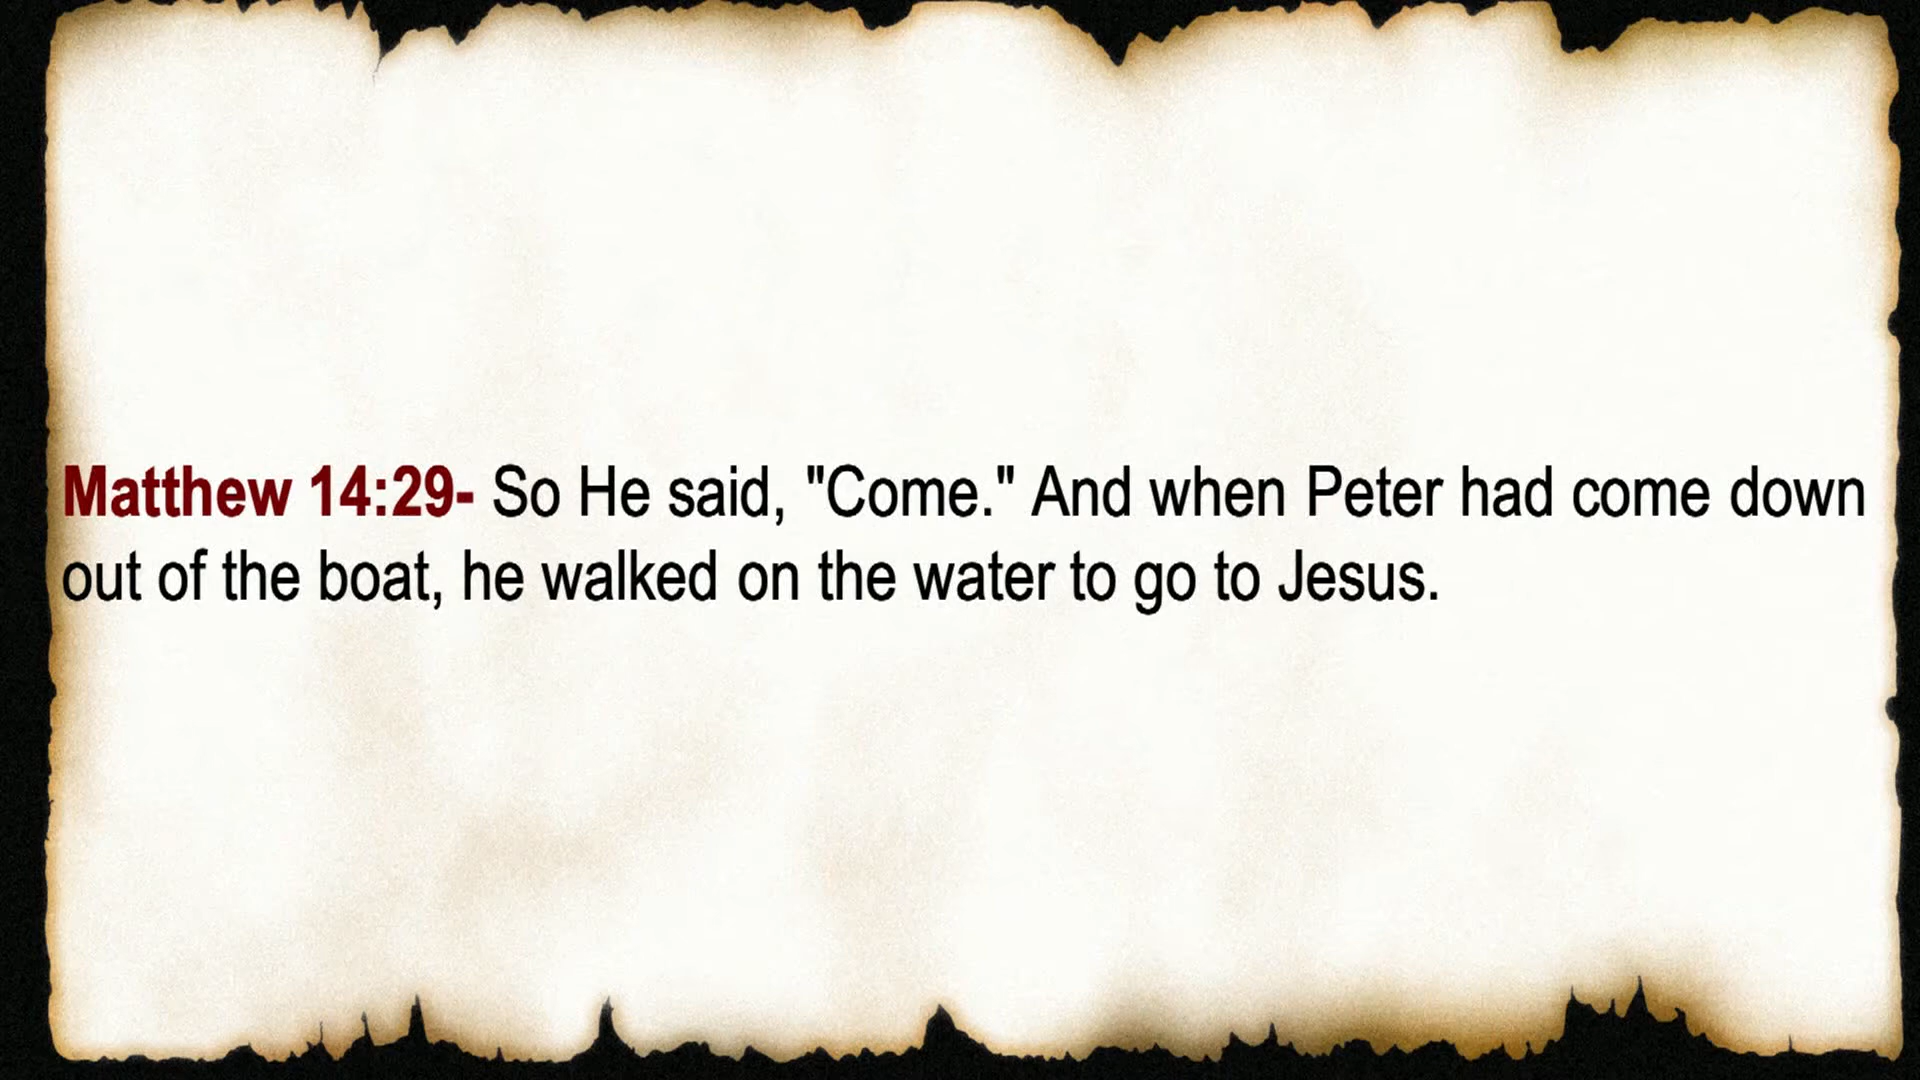 Matthew 14:29- So He said, "Come." And when Peter had come down
out of the boat, he walked on the water to go to Jesus.